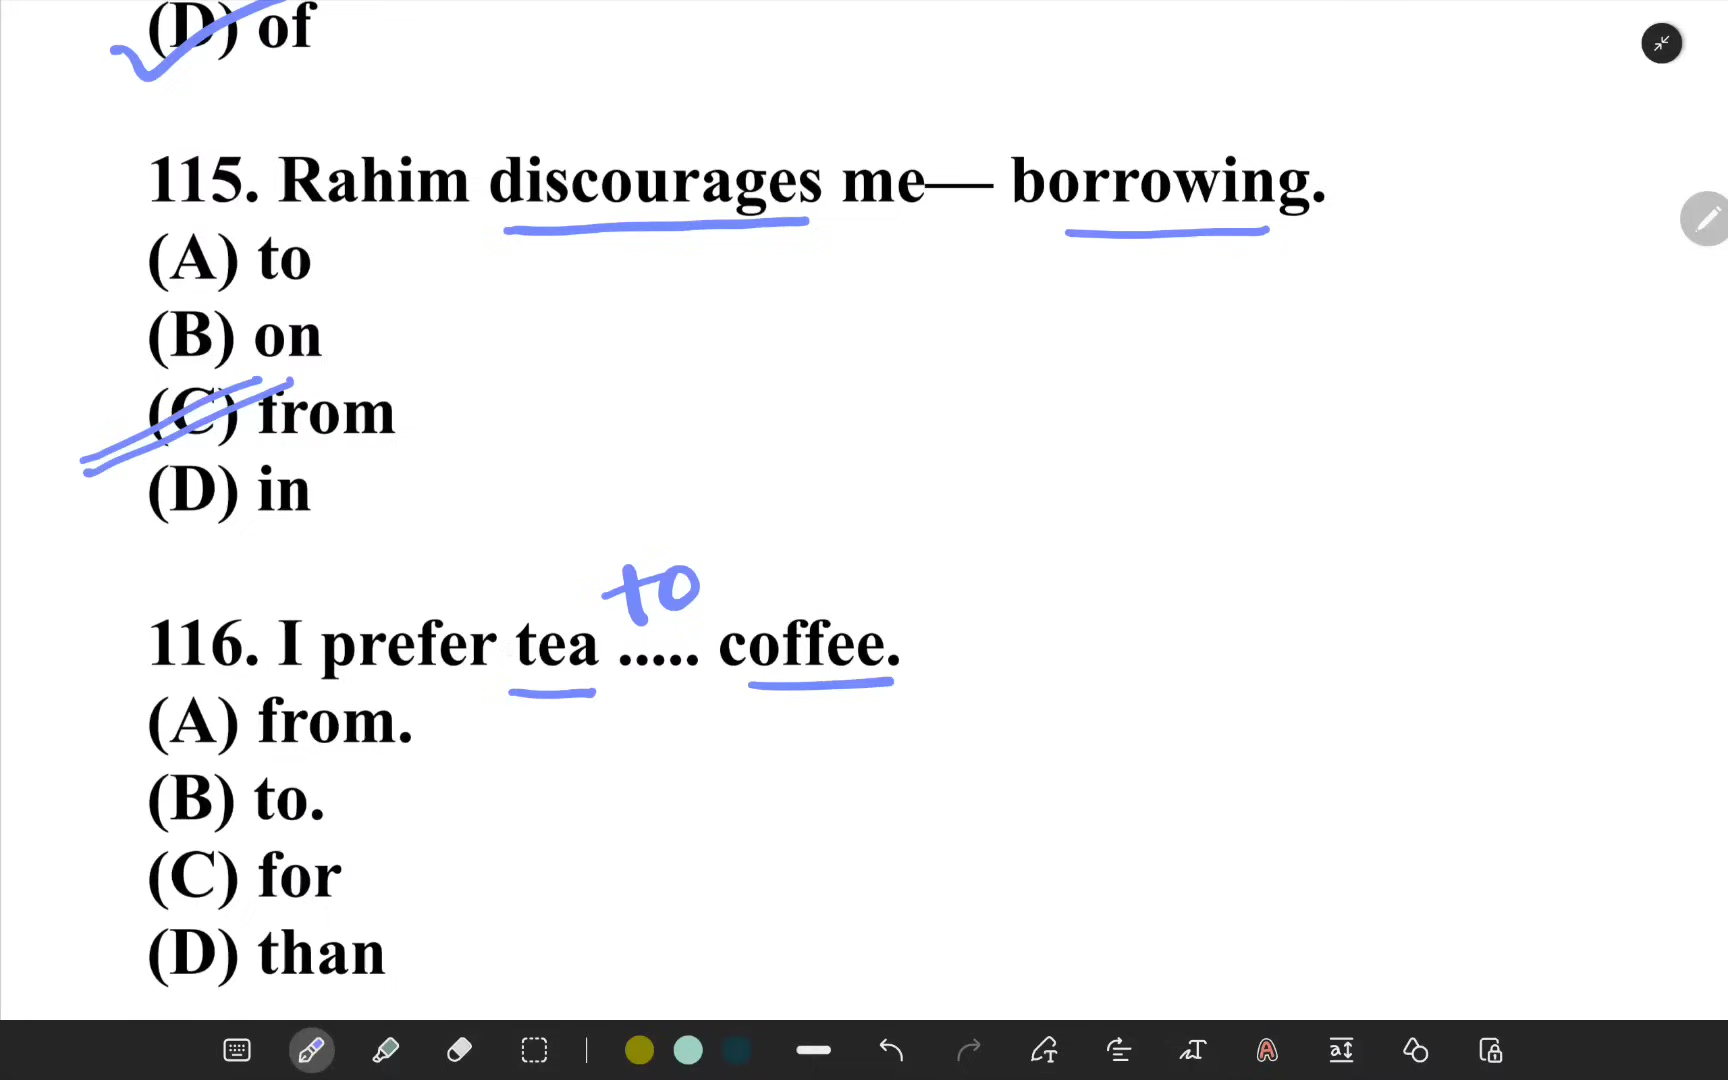 (D) of
115. Rahim discourages me— borrowing.
(A) to
(B) on
(C) from
(D) in
to
116. I prefer tea ..... coffee.
(A) from.
(B) to.
(C) for
(D) than